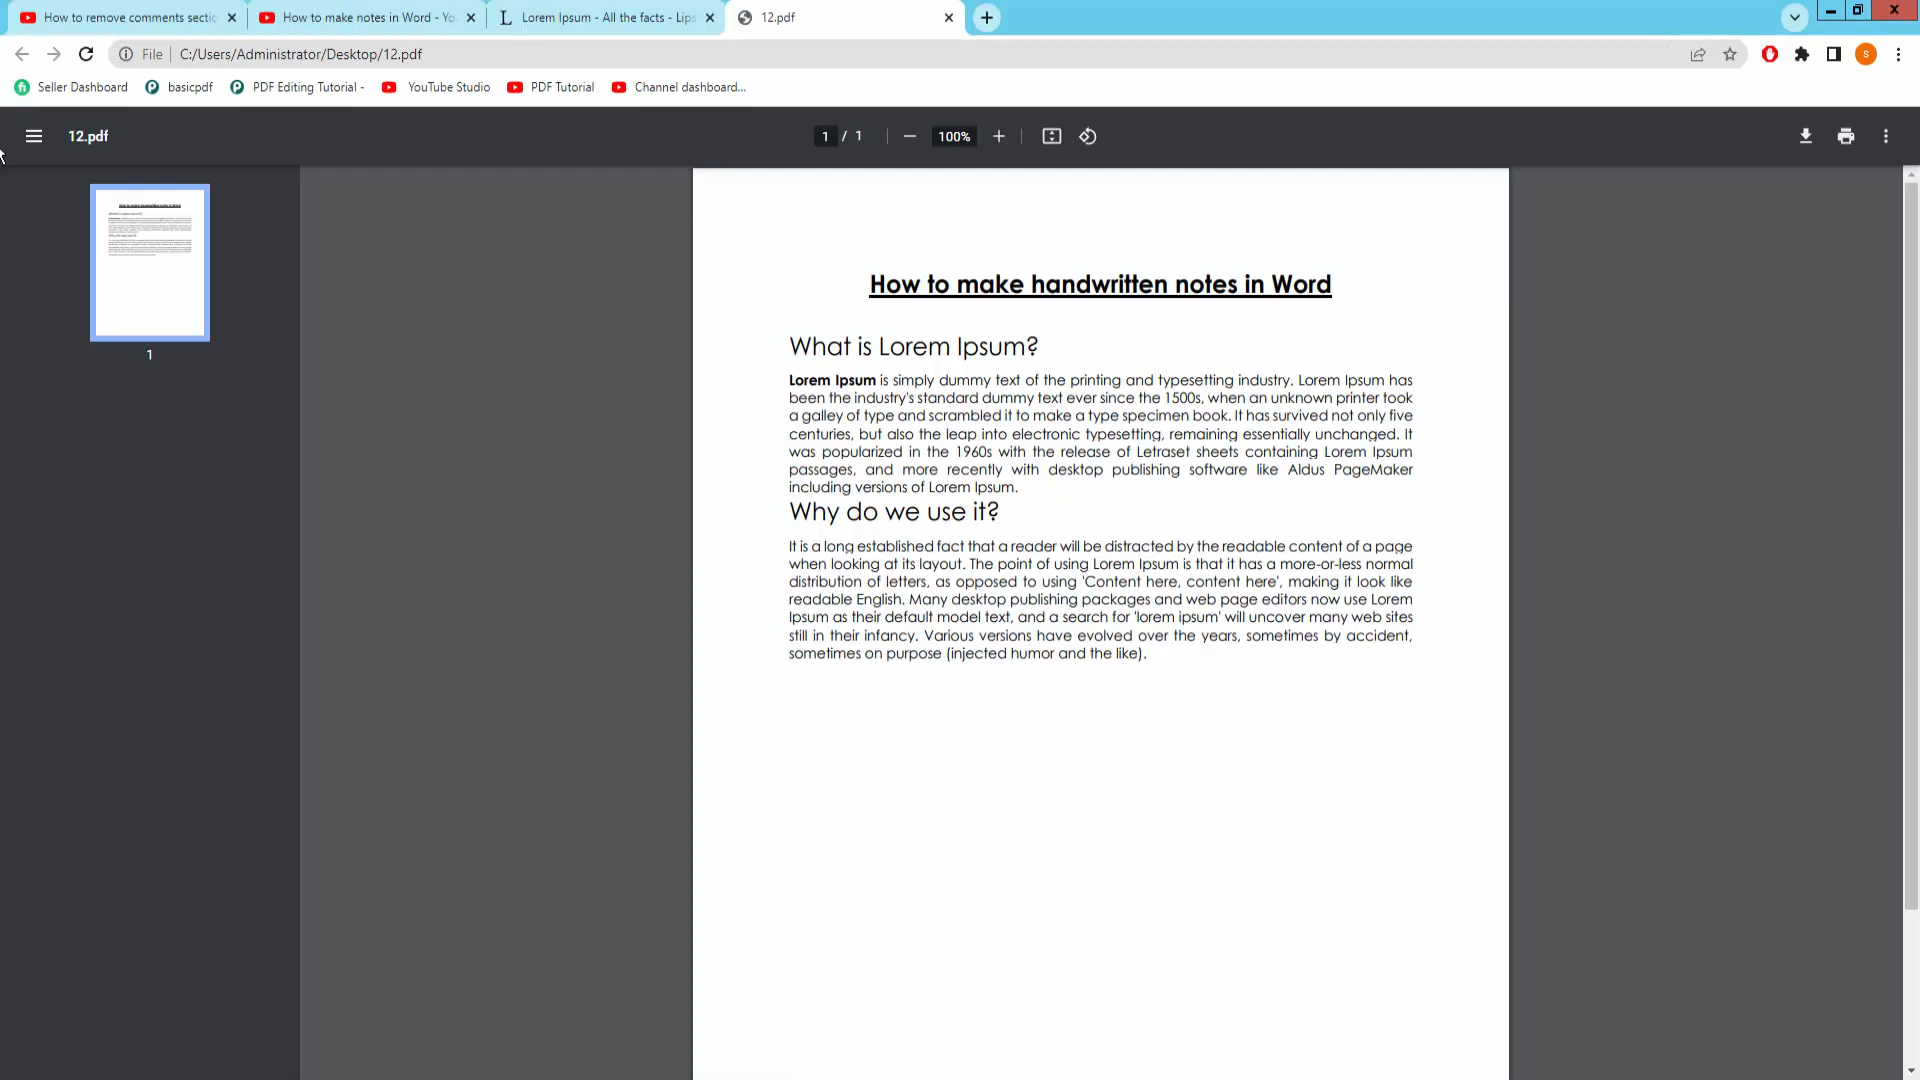 How to remove comments sectio
How to make notes in Word - Yo
Lorem Ipsum - All the facts - Lips
12.pdf
File
C:/Users/Administrator/Desktop/12.pdf
S
Seller Dashboard
basicpdf
PDF Editing Tutorial -
YouTube Studio
PDF Tutorial
Channel dashboard...
12.pdf
1 / 1
100%
1
How to make handwritten notes in Word
What is Lorem Ipsum?
Lorem Ipsum is simply dummy text of the printing and typesetting industry. Lorem Ipsum has
been the industry's standard dummy text ever since the 1500s, when an unknown printer took
a galley of type and scrambled it to make a type specimen book. It has survived not only five
centuries, but also the leap into electronic typesetting, remaining essentially unchanged. It
was popularized in the 1960s with the release of Letraset sheets containing Lorem Ipsum
passages, and more recently with desktop publishing software like Aldus PageMaker
including versions of Lorem Ipsum.
Why do we use it?
It is a long established fact that a reader will be distracted by the readable content of a page
when looking at its layout. The point of using Lorem Ipsum is that it has a more-or-less normal
distribution of letters, as opposed to using 'Content here, content here', making it look like
readable English. Many desktop publishing packages and web page editors now use Lorem
Ipsum as their default model text, and a search for 'lorem ipsum' will uncover many web sites
still in their infancy. Various versions have evolved over the years, sometimes by accident,
sometimes on purpose (injected humor and the like).